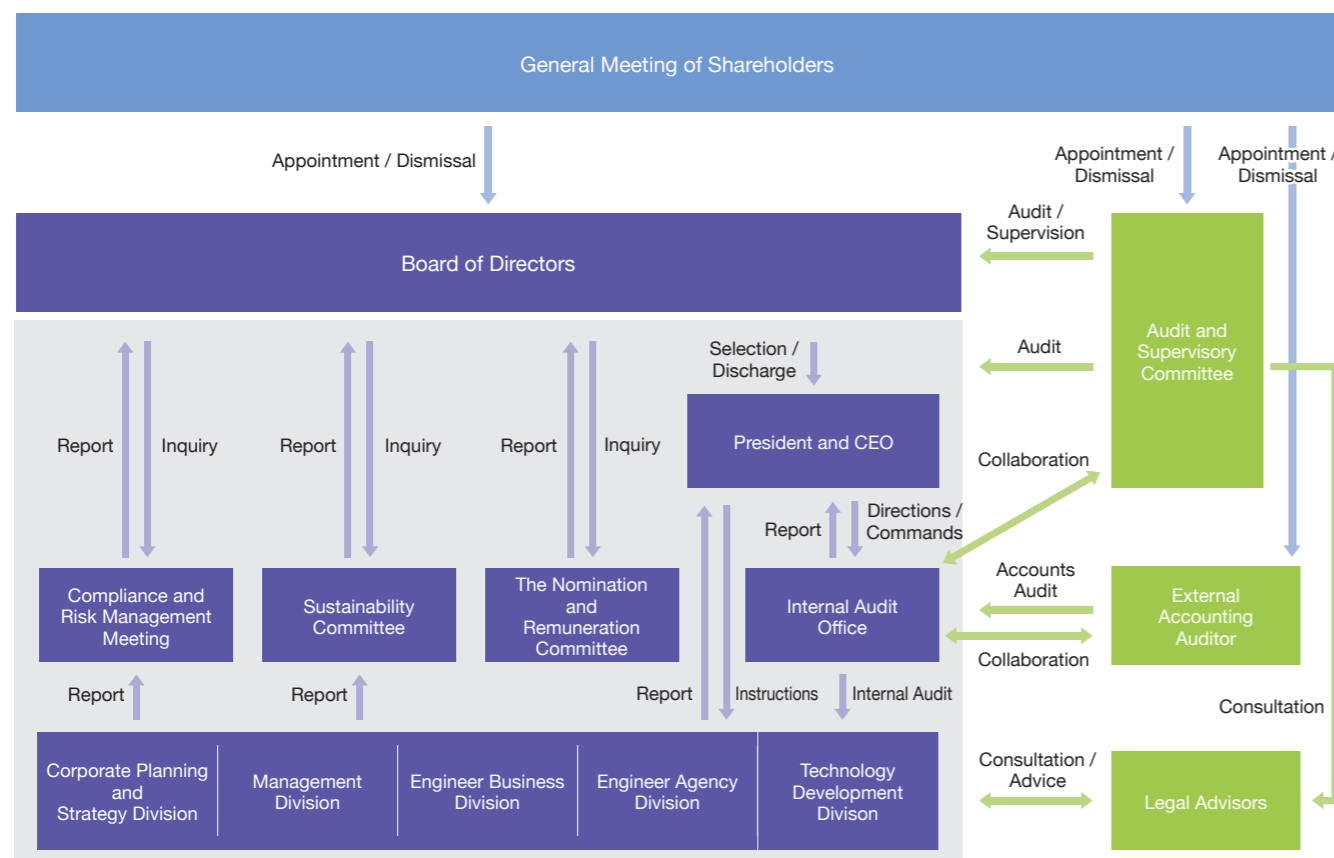 General Meeting of Shareholders
Appointment / Dismissal
Appointment /
Dismissal
Appointment /
Dismissal
Board of Directors
Audit /
Supervision
Audit and
Supervisory
Committee
Selection /
Discharge
Audit
President and CEO
Report
Inquiry
Report
Inquiry
Report
Inquiry
Collaboration
Report
Directions /
Commands
Compliance and
Risk Management
Meeting
Sustainability
Committee
The Nomination
and
Remuneration
Committee
Internal Audit
Office
Accounts
Audit
Collaboration
External
Accounting
Auditor
Report
Report
Report
Instructions
Internal Audit
Consultation
Corporate Planning
and
Strategy Division
Management
Division
Engineer Business
Division
Engineer Agency
Division
Technology
Development
Divison
Consultation /
Advice
Legal Advisors